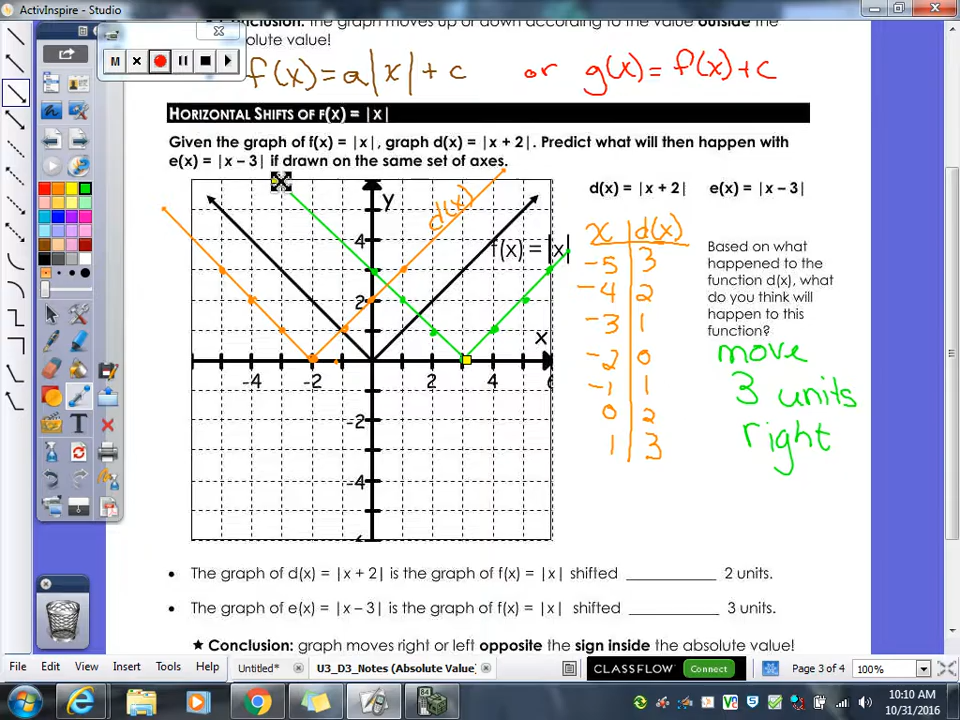 ActivInspire - Studio
Conclusion: the graph moves up or down according to the value outside the
absolute value!
f(x)=a|x|+c or g(x)=f(x)+c
HORIZONTAL SHIFTS OF F(X) = |X|
Given the graph of f(x) = |x|, graph d(x) = |x + 2|. Predict what will then happen with
e(x) = |x – 3| if drawn on the same set of axes.
d(x) = |x + 2| e(x) = |x – 3|
y
d(x)
f(x) = |x|
x
4
2
-2
-4
-4 -2 2 4 6
x d(x)
-5 3
-4 2
-3 1
-2 0
-1 1
0 2
1 3
Based on what
happened to the
function d(x), what
do you think will
happen to this
function?
move
3 units
right
• The graph of d(x) = |x + 2| is the graph of f(x) = |x| shifted __________ 2 units.
• The graph of e(x) = |x – 3| is the graph of f(x) = |x| shifted __________ 3 units.
★ Conclusion: graph moves right or left opposite the sign inside the absolute value!
File Edit View Insert Tools Help Untitled* U3_D3_Notes (Absolute Value) CLASSFLOW Connect Page 3 of 4 100%
10:10 AM
10/31/2016